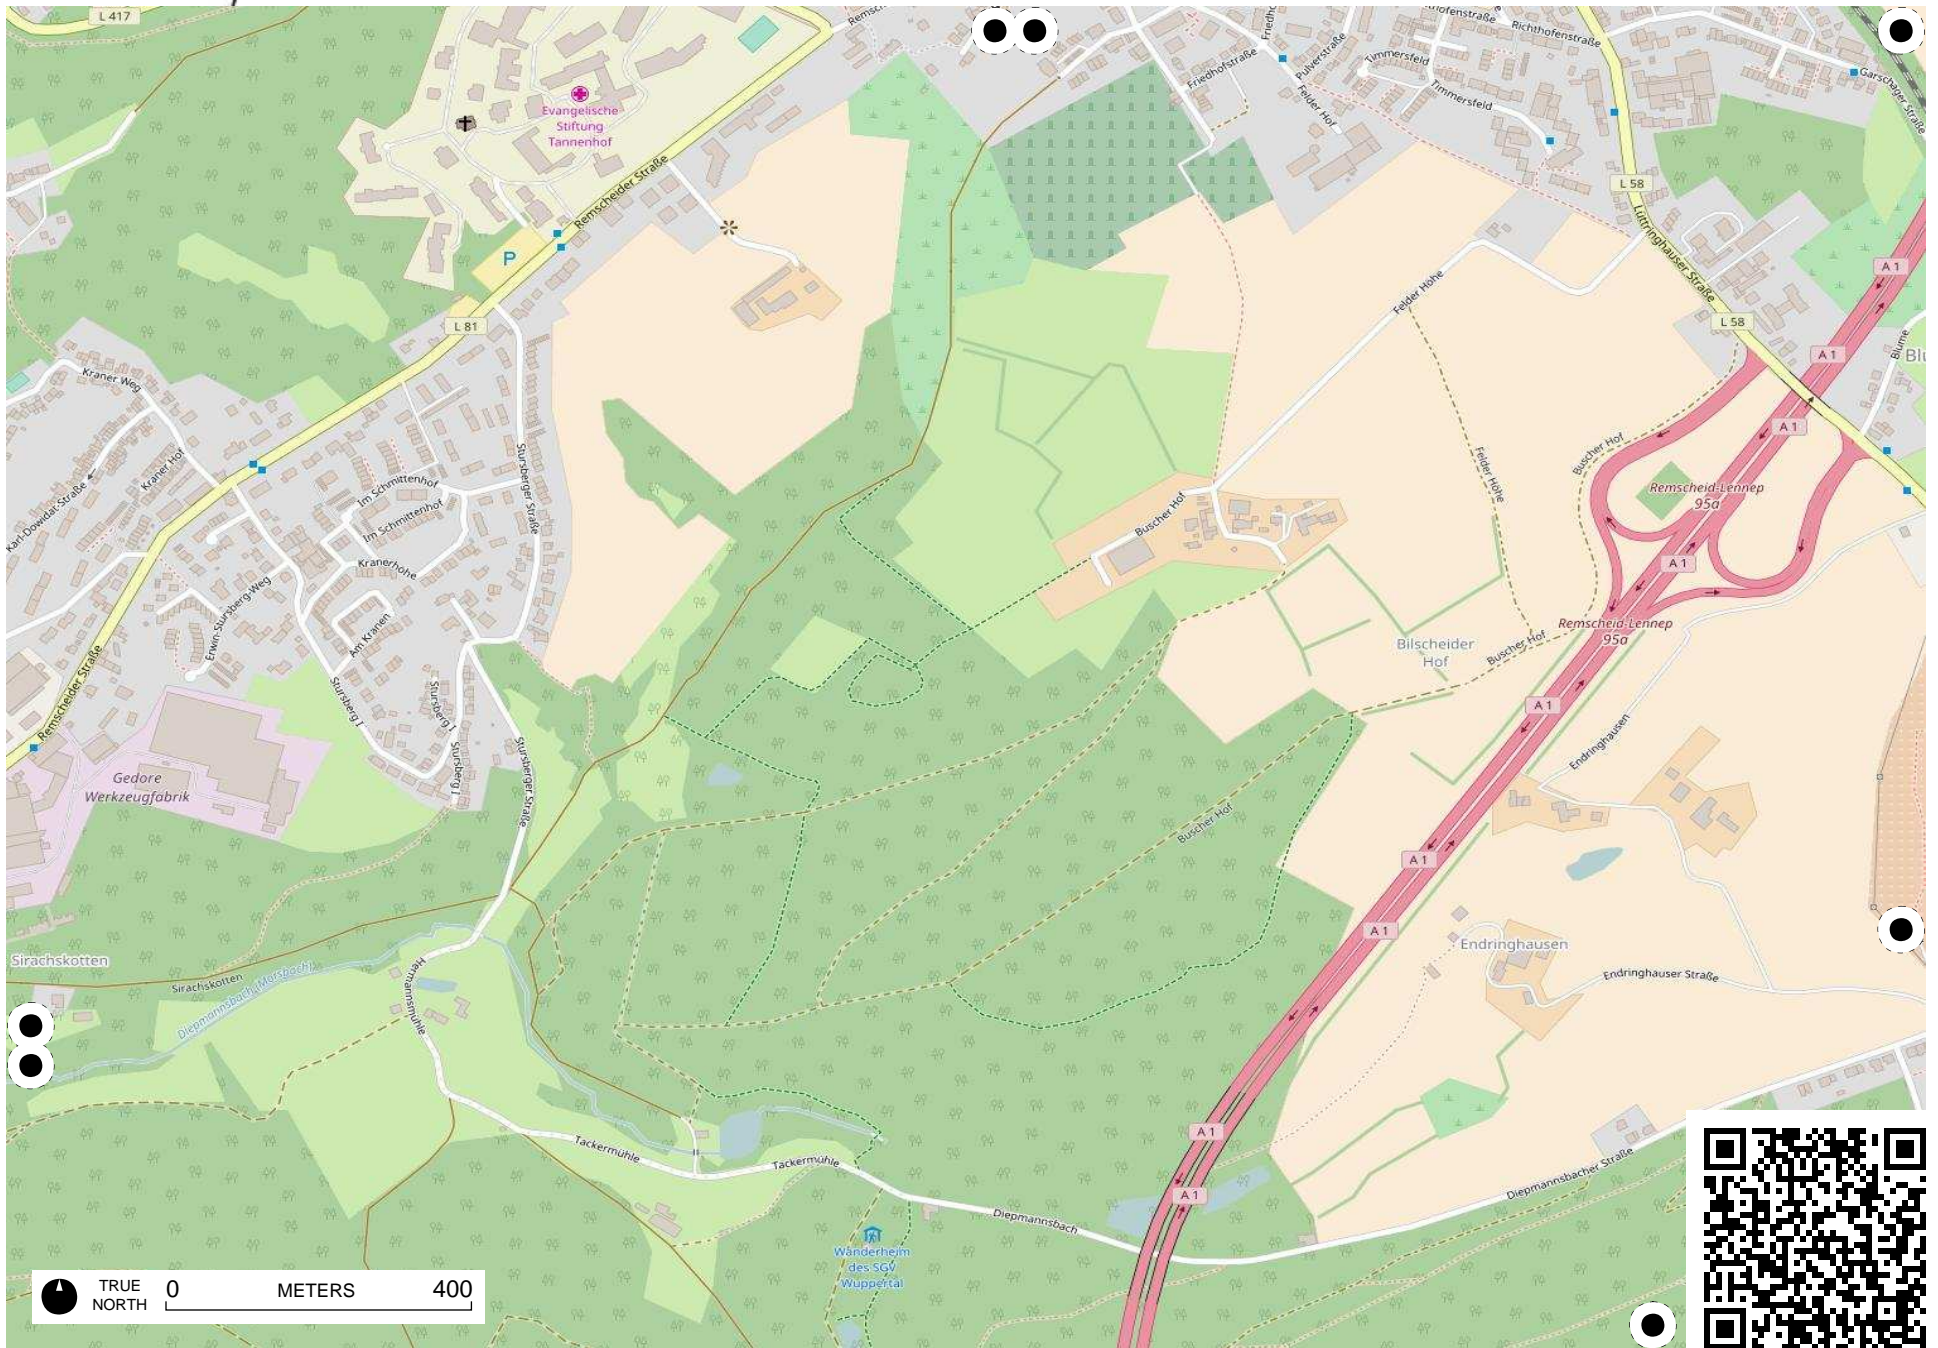 L 417
Evangelische
Stiftung
Tannenhof
Remscheider Straße
P
L 81
Friedhofstraße
Pulverstraße
Felder Hof
Timmersfeld
Timmersfeld
Richthofenstraße
Garschager Straße
L 58
Lüttringhauser Straße
L 58
A 1
A 1
A 1
A 1
Felder Höhe
Felder Höhe
Kraner Weg
Kraner Hof
Karl-Dowidat-Straße
Im Schmittenhof
Im Schmittenhof
Kranerhöhe
Stursberger Straße
Erwin-Stursberg-Weg
Am Kranen
Remscheider Straße
Stursberg I
Stursberg I
Stursberg I
Stursberger Straße
Buscher Hof
Buscher Hof
Remscheid-Lennep
95a
Remscheid-Lennep
95a
Bilscheider
Hof
Buscher Hof
A 1
Endringhausen
Gedore
Werkzeugfabrik
Buscher Hof
A 1
A 1
Endringhausen
Endringhauser Straße
Sirachskotten
Sirachskotten
Diepmannsbach (Morsbach)
Hermannsmühle
Tackermühle
Tackermühle
Diepmannsbach
A 1
A 1
Diepmannsbacher Straße
Wanderheim
des SGV
Wuppertal
TRUE
NORTH
0 METERS 400